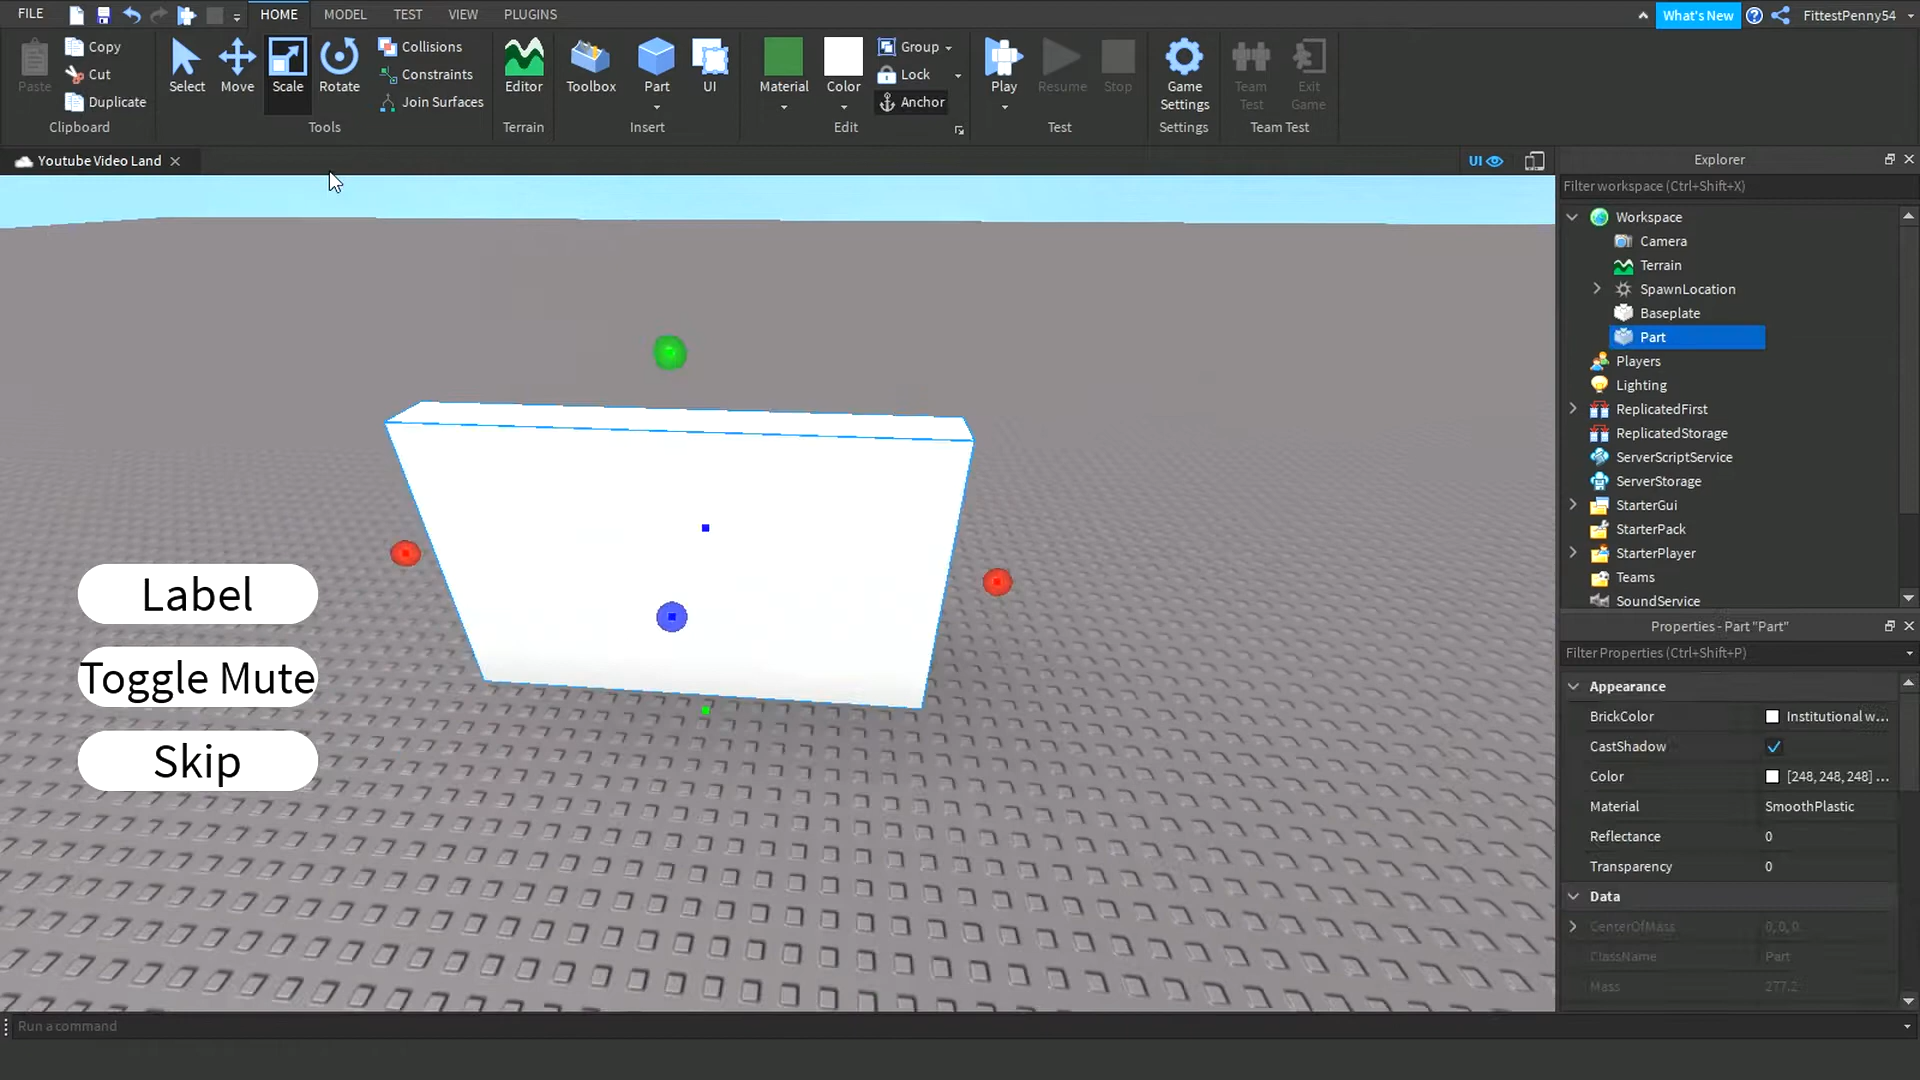 FILE HOME MODEL TEST VIEW PLUGINS What's New FittestPenny54
Paste Copy Cut Duplicate Clipboard
Select Move Scale Rotate Collisions Constraints Join Surfaces Tools
Editor Terrain
Toolbox Part UI Insert
Material Color Group Lock Anchor Edit
Play Resume Stop Test
Game Settings Settings
Team Test Exit Game Team Test
Youtube Video Land
UI
Explorer
Filter workspace (Ctrl+Shift+X)
Workspace
Camera
Terrain
SpawnLocation
Baseplate
Part
Players
Lighting
ReplicatedFirst
ReplicatedStorage
ServerScriptService
ServerStorage
StarterGui
StarterPack
StarterPlayer
Teams
SoundService
Label
Toggle Mute
Skip
Properties - Part "Part"
Filter Properties (Ctrl+Shift+P)
Appearance
BrickColor Institutional w...
CastShadow
Color [248, 248, 248] ...
Material SmoothPlastic
Reflectance 0
Transparency 0
Data
CenterOfMass 0, 0, 0
ClassName Part
Mass 277.2
Run a command